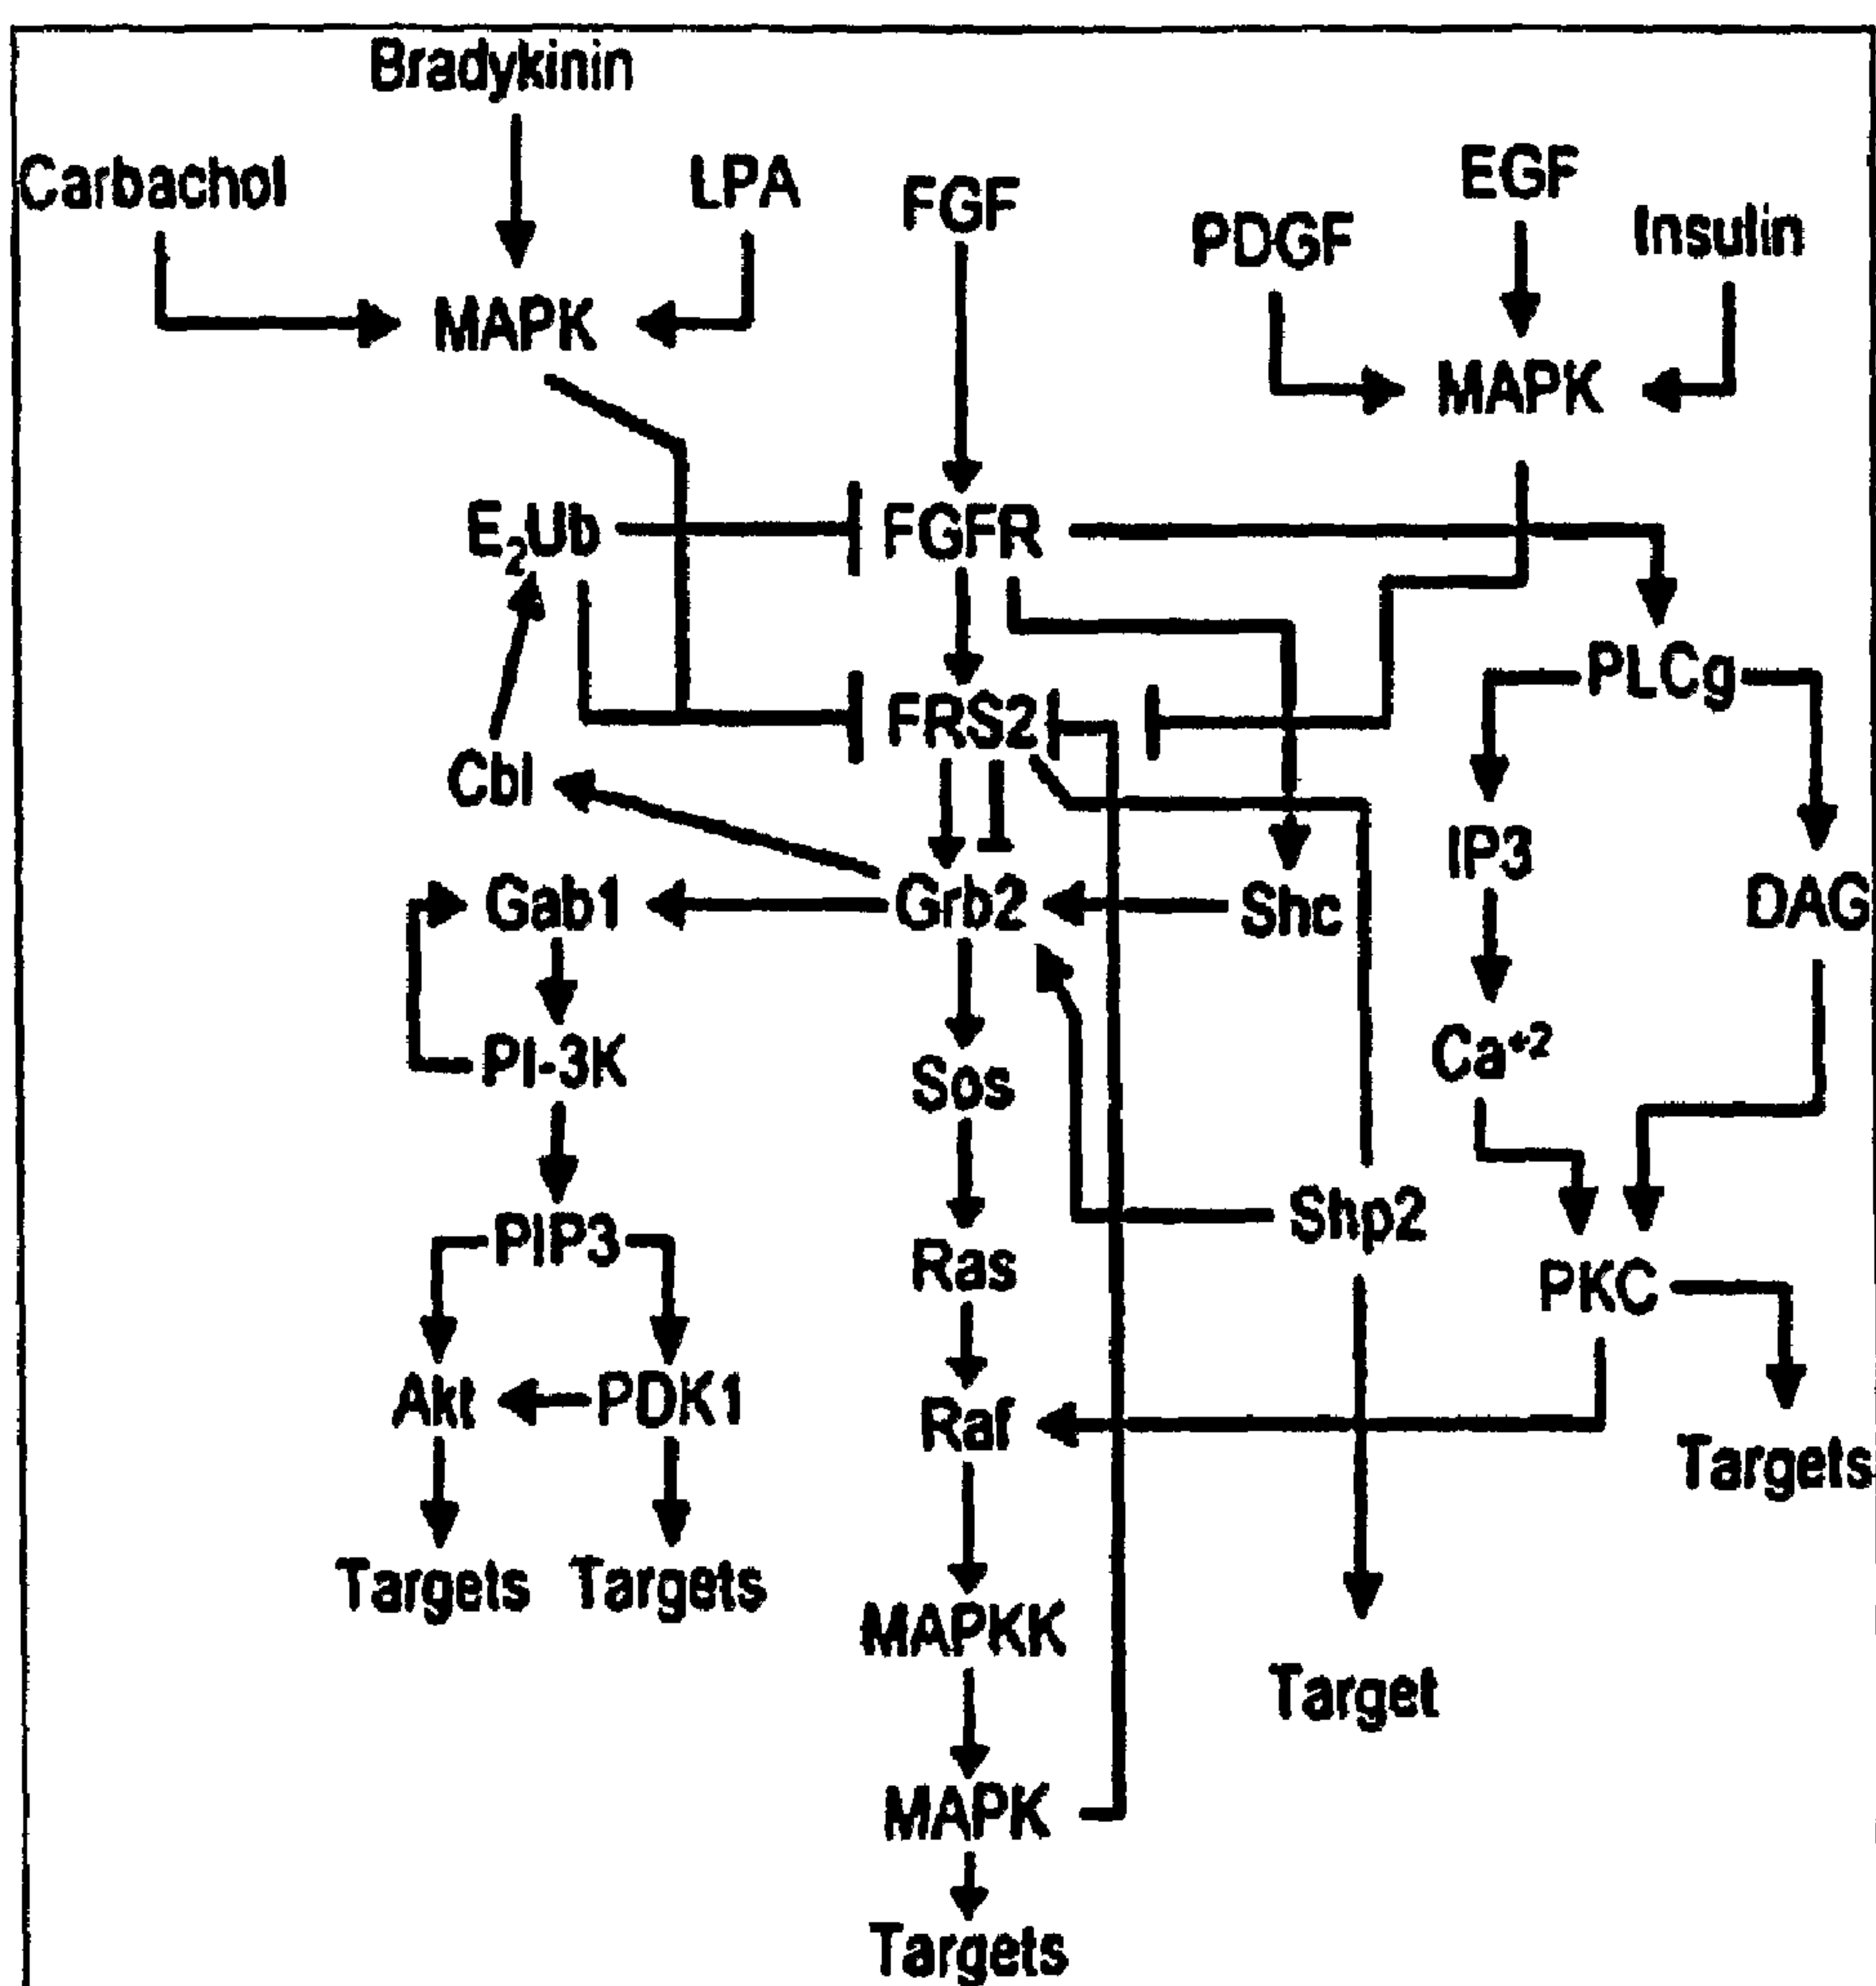 Bradykinin
Carbachol
LPA
FGF
EGF
PDGF
Insulin
MAPK
MAPK
E₂Ub
FGFR
PLCg
FRS2
Cbl
IP3
Gab1
Grb2
Shc
DAG
PI-3K
Sos
Ca⁺²
PIP3
Ras
Shp2
PKC
Akt
PDK1
Raf
Targets
Targets
Targets
MAPKK
Target
MAPK
Targets